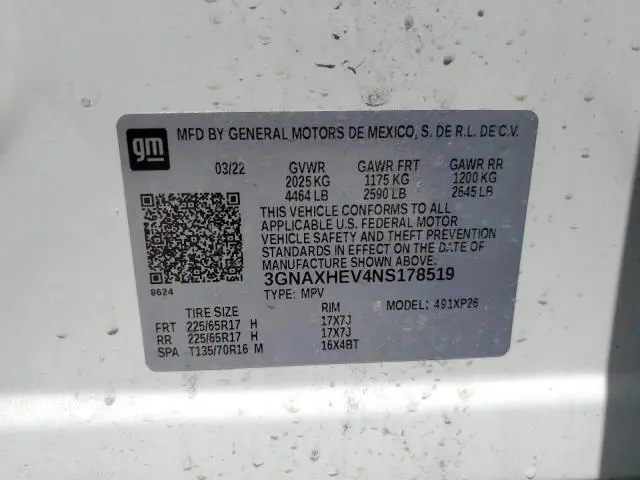 gm
MFD BY GENERAL MOTORS DE MEXICO, S. DE R.L. DE C.V.
03/22 GVWR GAWR FRT GAWR RR
2025 KG 1175 KG 1200 KG
4464 LB 2590 LB 2645 LB
THIS VEHICLE CONFORMS TO ALL
APPLICABLE U.S. FEDERAL MOTOR
VEHICLE SAFETY AND THEFT PREVENTION
STANDARDS IN EFFECT ON THE DATE OF
MANUFACTURE SHOWN ABOVE.
3GNAXHEV4NS178519
8624
TYPE: MPV
TIRE SIZE RIM MODEL: 491XP26
FRT 225/65R17 H 17X7J
RR 225/65R17 H 17X7J
SPA T135/70R16 M 16X4BT